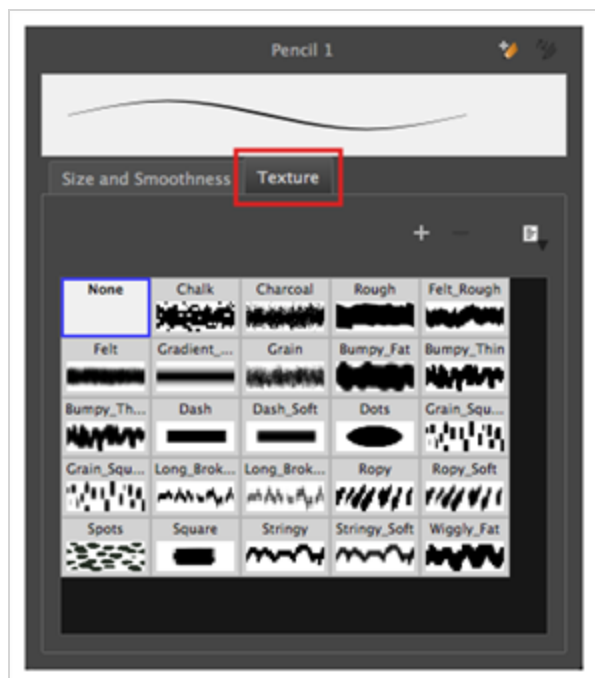 Pencil 1
Size and Smoothness Texture
None Chalk Charcoal Rough Felt_Rough
Felt Gradient_... Grain Bumpy_Fat Bumpy_Thin
Bumpy_Th... Dash Dash_Soft Dots Grain_Squ...
Grain_Squ... Long_Brok... Long_Brok... Ropy Ropy_Soft
Spots Square Stringy Stringy_Soft Wiggly_Fat